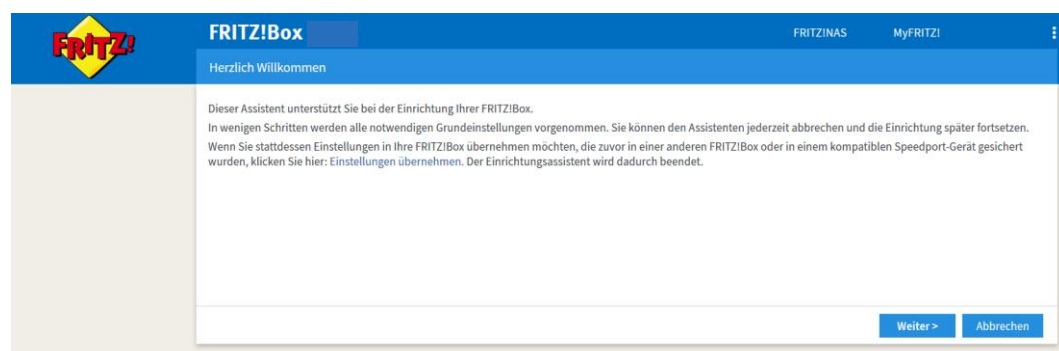 FRITZ!
FRITZ!Box
FRITZ!NAS
MyFRITZ!
Herzlich Willkommen
Dieser Assistent unterstützt Sie bei der Einrichtung Ihrer FRITZ!Box.
In wenigen Schritten werden alle notwendigen Grundeinstellungen vorgenommen. Sie können den Assistenten jederzeit abbrechen und die Einrichtung später fortsetzen.
Wenn Sie stattdessen Einstellungen in Ihre FRITZ!Box übernehmen möchten, die zuvor in einer anderen FRITZ!Box oder in einem kompatiblen Speedport-Gerät gesichert
wurden, klicken Sie hier: Einstellungen übernehmen. Der Einrichtungsassistent wird dadurch beendet.
Weiter >
Abbrechen